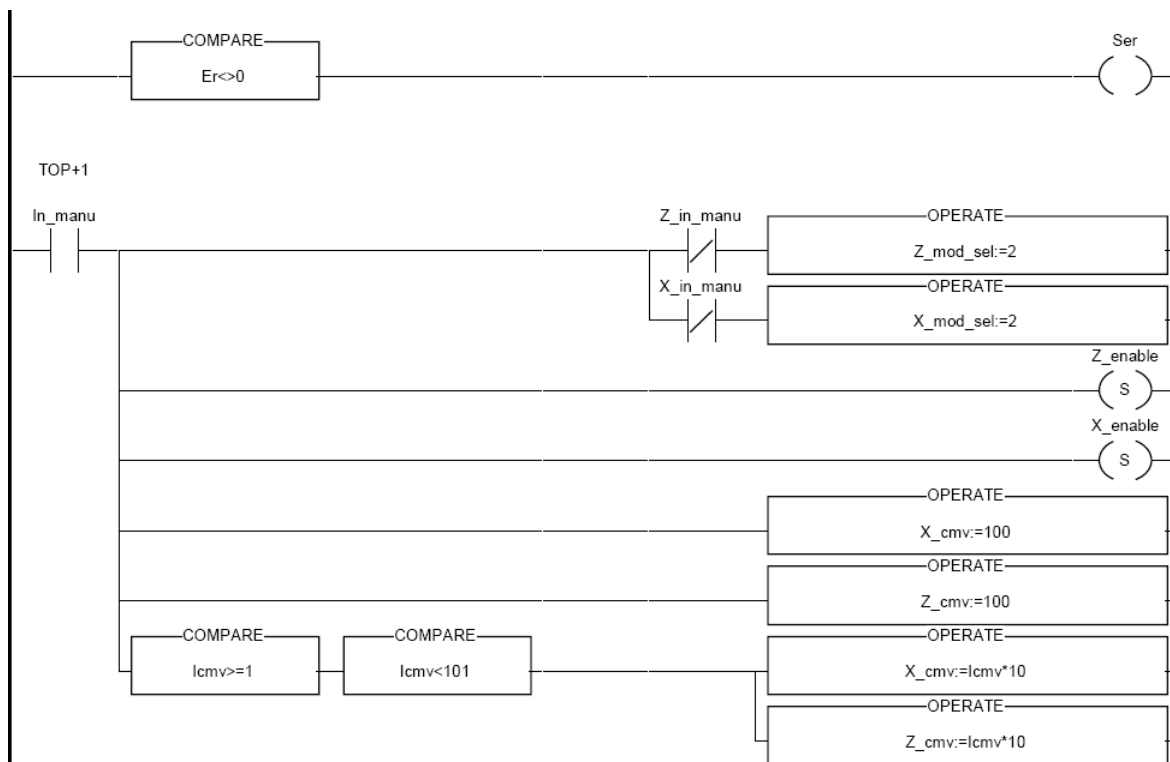 COMPARE
Er<>0
Ser
TOP+1
In_manu
Z_in_manu
OPERATE
Z_mod_sel:=2
X_in_manu
OPERATE
X_mod_sel:=2
Z_enable
S
X_enable
S
OPERATE
X_cmv:=100
OPERATE
Z_cmv:=100
COMPARE
Icmv>=1
COMPARE
Icmv<101
OPERATE
X_cmv:=Icmv*10
OPERATE
Z_cmv:=Icmv*10